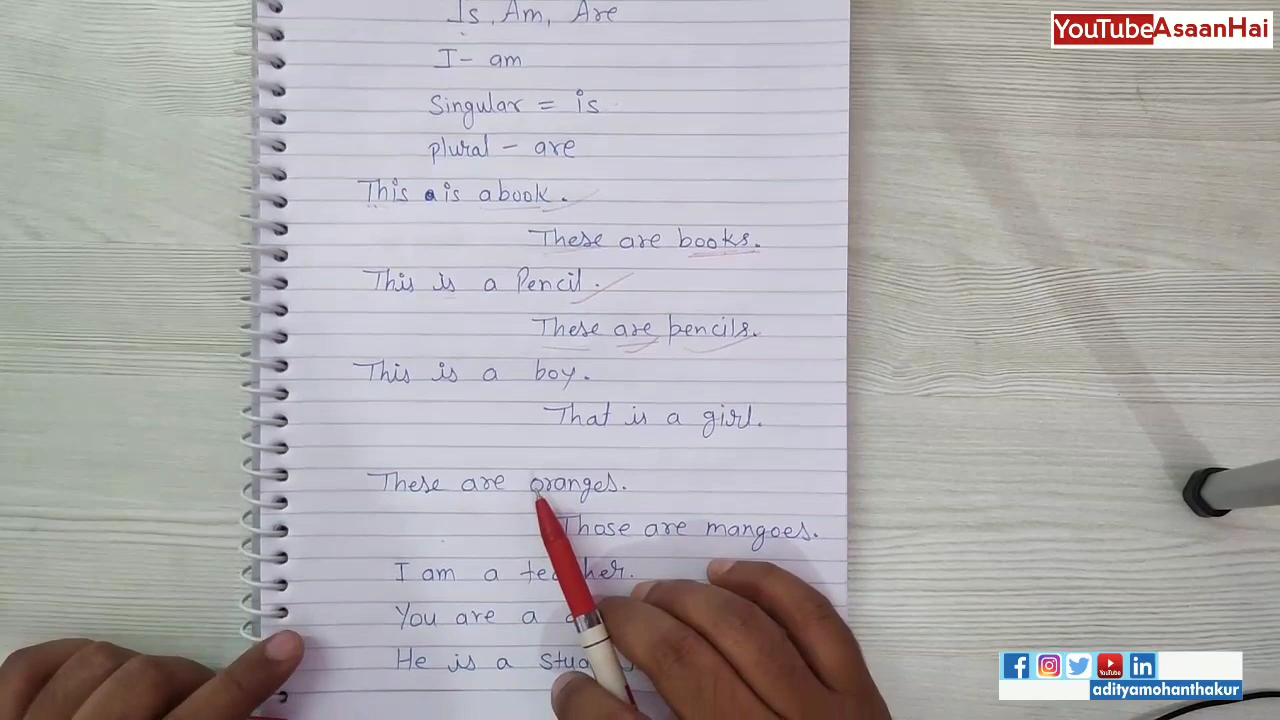 YouTubeAsaanHai
Is, Am, Are
I - am
Singular = is
plural - are
This is a book.
These are books.
This is a Pencil.
These are pencils.
This is a boy.
That is a girl.
These are oranges.
Those are mangoes.
I am a teacher.
You are a
He is a
adityamohanthakur